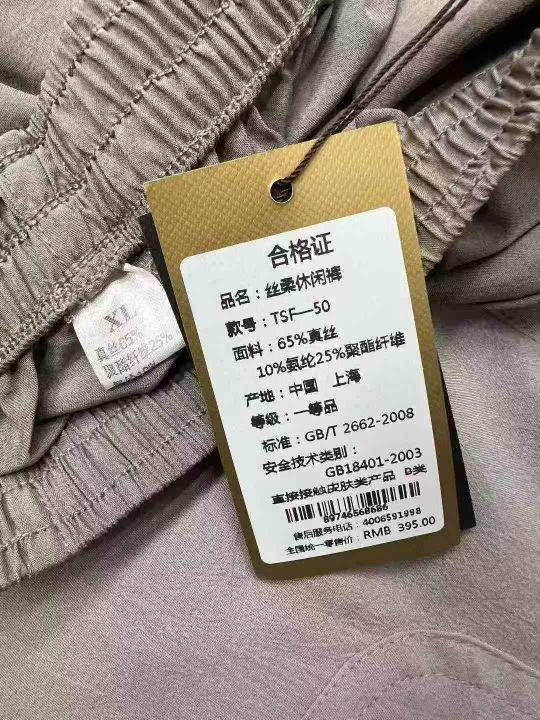 合格证
品名：丝柔休闲裤
款号：TSF—50
面料：65%真丝
10%氨纶25%聚酯纤维
产地：中國 上海
等级：一等品
标准：GB/T 2662-2008
安全技术类别：
GB18401-2003
直接接触皮肤类产品 B类
89746568686
售后服务电话：4006591998
全国统一零售价：RMB 395.00
XL
真丝65%
聚酯纤维25%